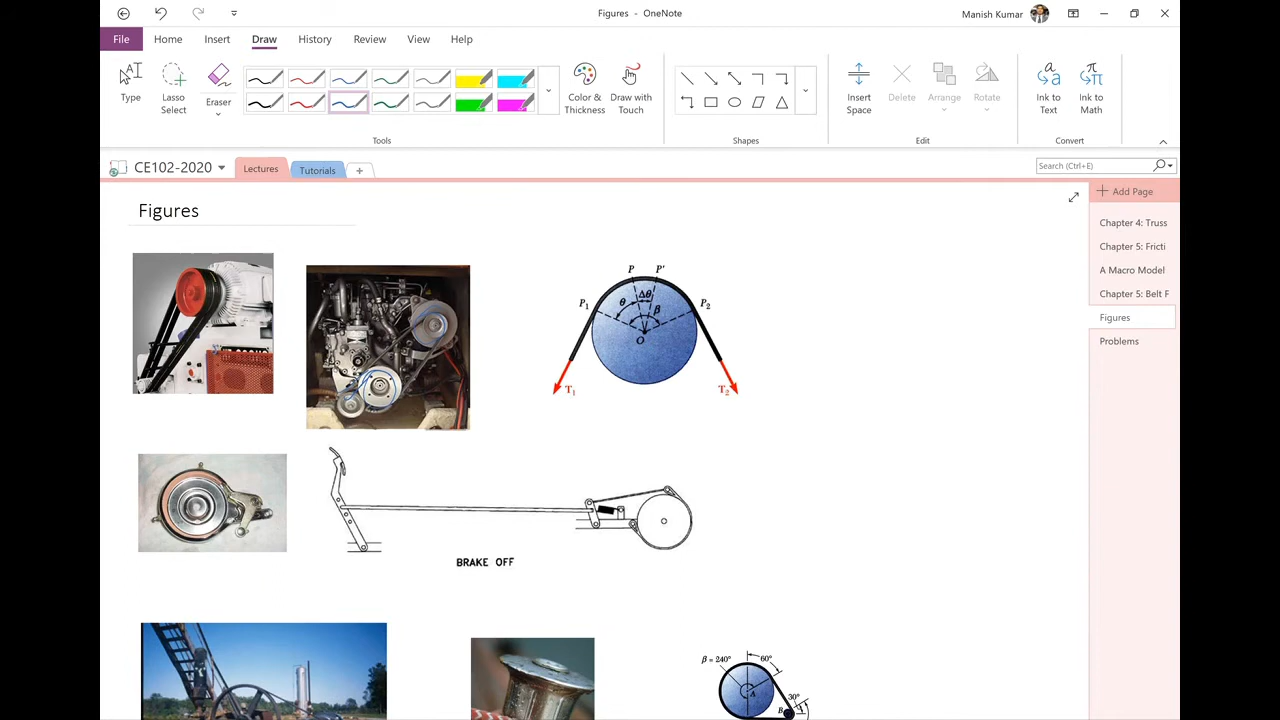 Figures - OneNote
Manish Kumar
File Home Insert Draw History Review View Help
Type
Lasso Select
Eraser
Color & Thickness
Draw with Touch
Insert Space
Delete
Arrange
Rotate
Ink to Text
Ink to Math
Tools
Shapes
Edit
Convert
CE102-2020
Lectures
Tutorials
Search (Ctrl+E)
Add Page
Chapter 4: Truss
Chapter 5: Fricti
A Macro Model
Chapter 5: Belt F
Figures
Problems
Figures
P P'
P1 θ Δθ β P2
O
T1 T2
BRAKE OFF
β = 240° 60°
A
30°
B